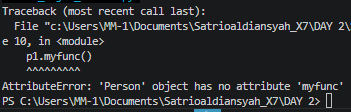 Traceback (most recent call last):
  File "c:\Users\MM-1\Documents\Satrioaldiansyah_X7\DAY 2\
e 10, in <module>
    p1.myfunc()
    ^^^^^^^^^
AttributeError: 'Person' object has no attribute 'myfuc'
PS C:\Users\MM-1\Documents\Satrioaldiansyah_X7\DAY 2>